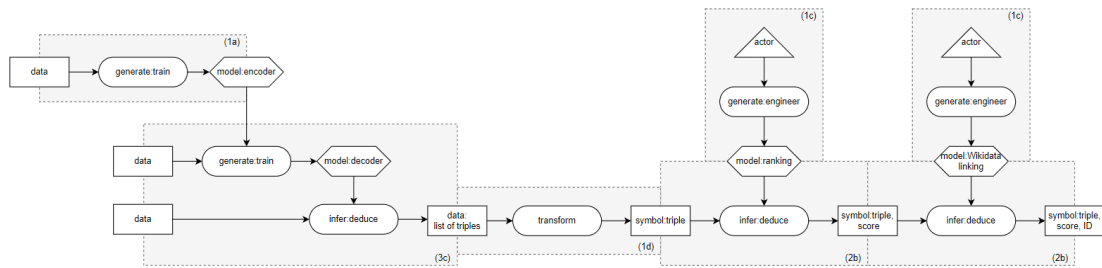 (1c)
(1c)
actor
actor
(1a)
data
generate:train
model:encoder
generate:engineer
generate:engineer
data
generate:train
model:decoder
model:ranking
model:Wikidata
linking
data
infer:deduce
data:
list of triples
transform
symbol:triple
infer:deduce
symbol:triple,
score
infer:deduce
symbol:triple,
score, ID
(1d)
(3c)
(2b)
(2b)